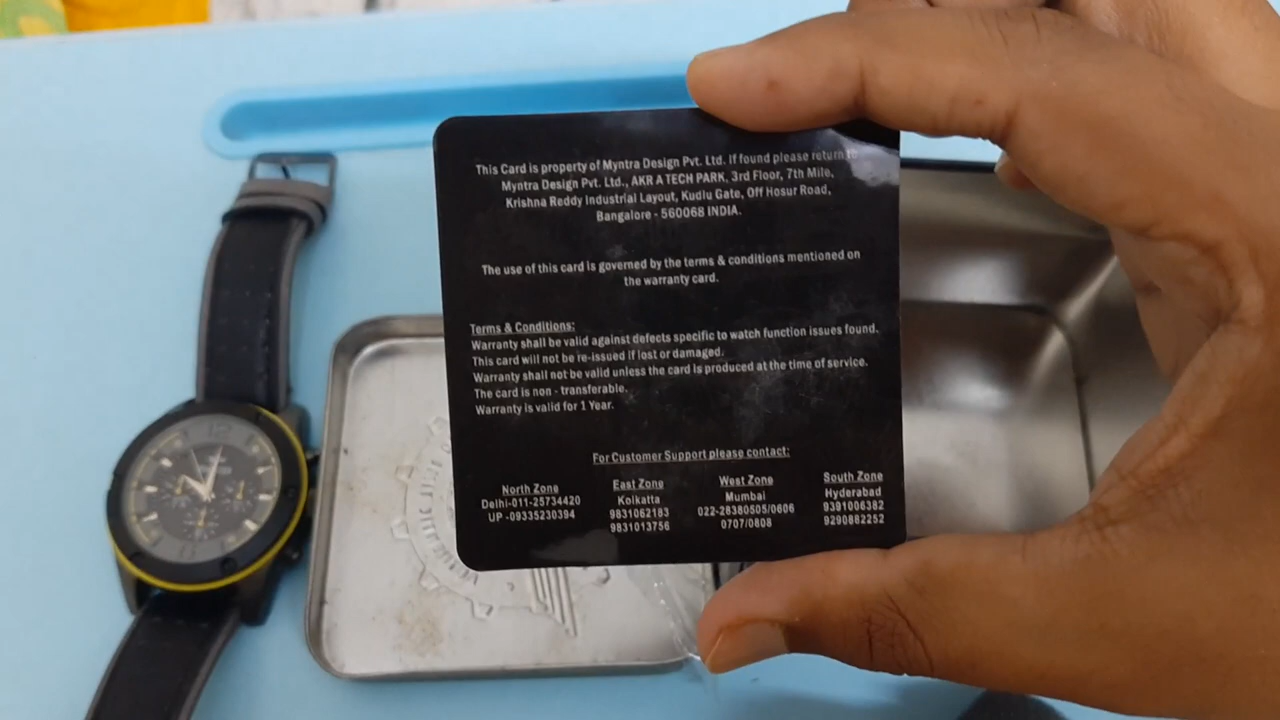 This Card is property of Myntra Design Pvt. Ltd. If found please return to
Myntra Design Pvt. Ltd., AKR A TECH PARK, 3rd Floor, 7th Mile,
Krishna Reddy Industrial Layout, Kudlu Gate, Off Hosur Road,
Bangalore - 560068 INDIA.
The use of this card is governed by the terms & conditions mentioned on
the warranty card.
Terms & Conditions:
Warranty shall be valid against defects specific to watch function issues found.
This card will not be re-issued if lost or damaged.
Warranty shall not be valid unless the card is produced at the time of service.
The card is non - transferable.
Warranty is valid for 1 Year.
For Customer Support please contact:
North Zone
Delhi-011-25734420
UP -09335230394
East Zone
Kolkatta
9831062183
9831013756
West Zone
Mumbai
022-28380505/0606
0707/0808
South Zone
Hyderabad
9391006382
9290882252